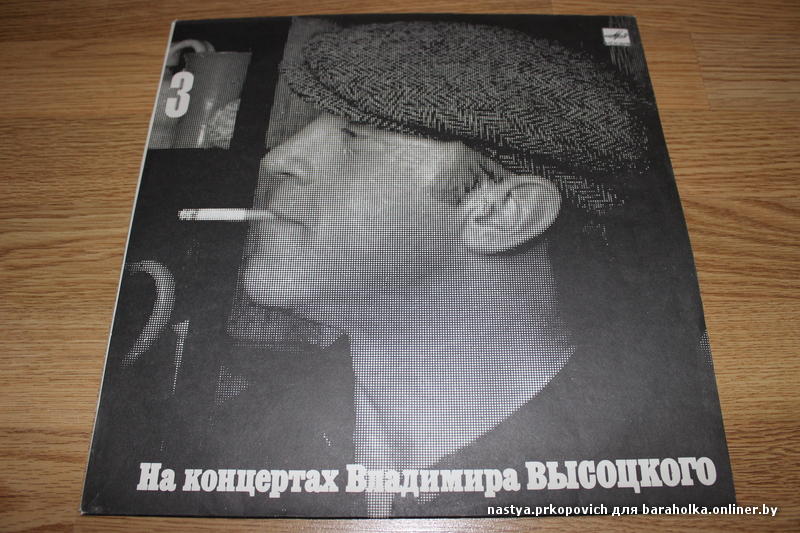 3
На концертах Владимира ВЫСОЦКОГО
nastya.prkopovich для baraholka.onliner.by